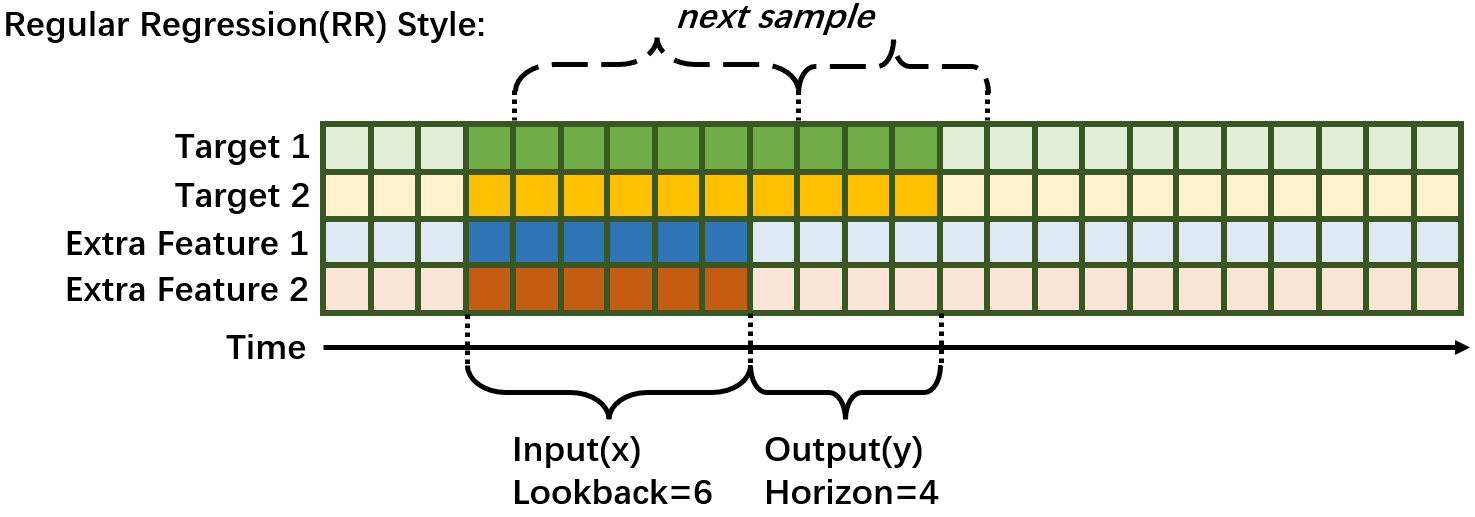 Regular Regression(RR) Style:
next sample
Target 1
Target 2
Extra Feature 1
Extra Feature 2
Time
Input(x)
Lookback=6
Output(y)
Horizon=4